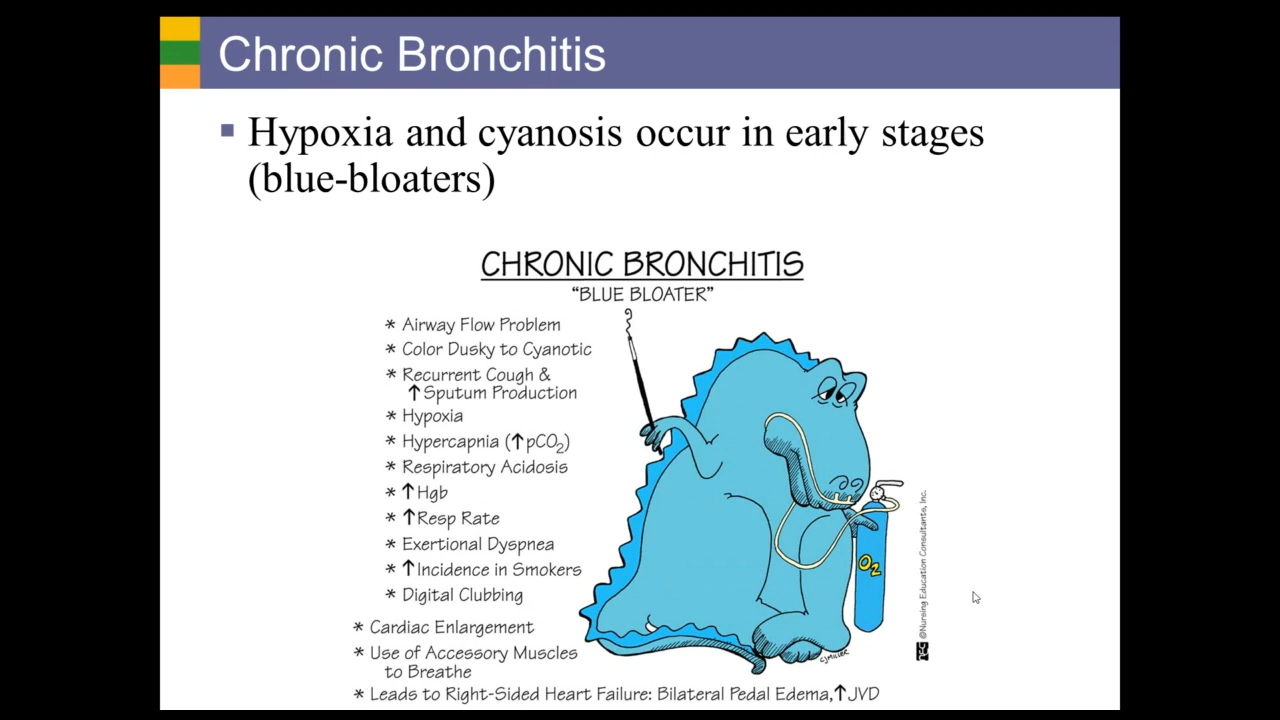 Chronic Bronchitis
Hypoxia and cyanosis occur in early stages
(blue-bloaters)
CHRONIC BRONCHITIS
“BLUE BLOATER”
* Airway Flow Problem
* Color Dusky to Cyanotic
* Recurrent Cough &
↑Sputum Production
* Hypoxia
* Hypercapnia (↑pCO₂)
* Respiratory Acidosis
* ↑Hgb
* ↑Resp Rate
* Exertional Dyspnea
* ↑Incidence in Smokers
* Digital Clubbing
* Cardiac Enlargement
* Use of Accessory Muscles
to Breathe
* Leads to Right-Sided Heart Failure: Bilateral Pedal Edema,↑JVD
O₂
CJMILLER
©Nursing Education Consultants, Inc.